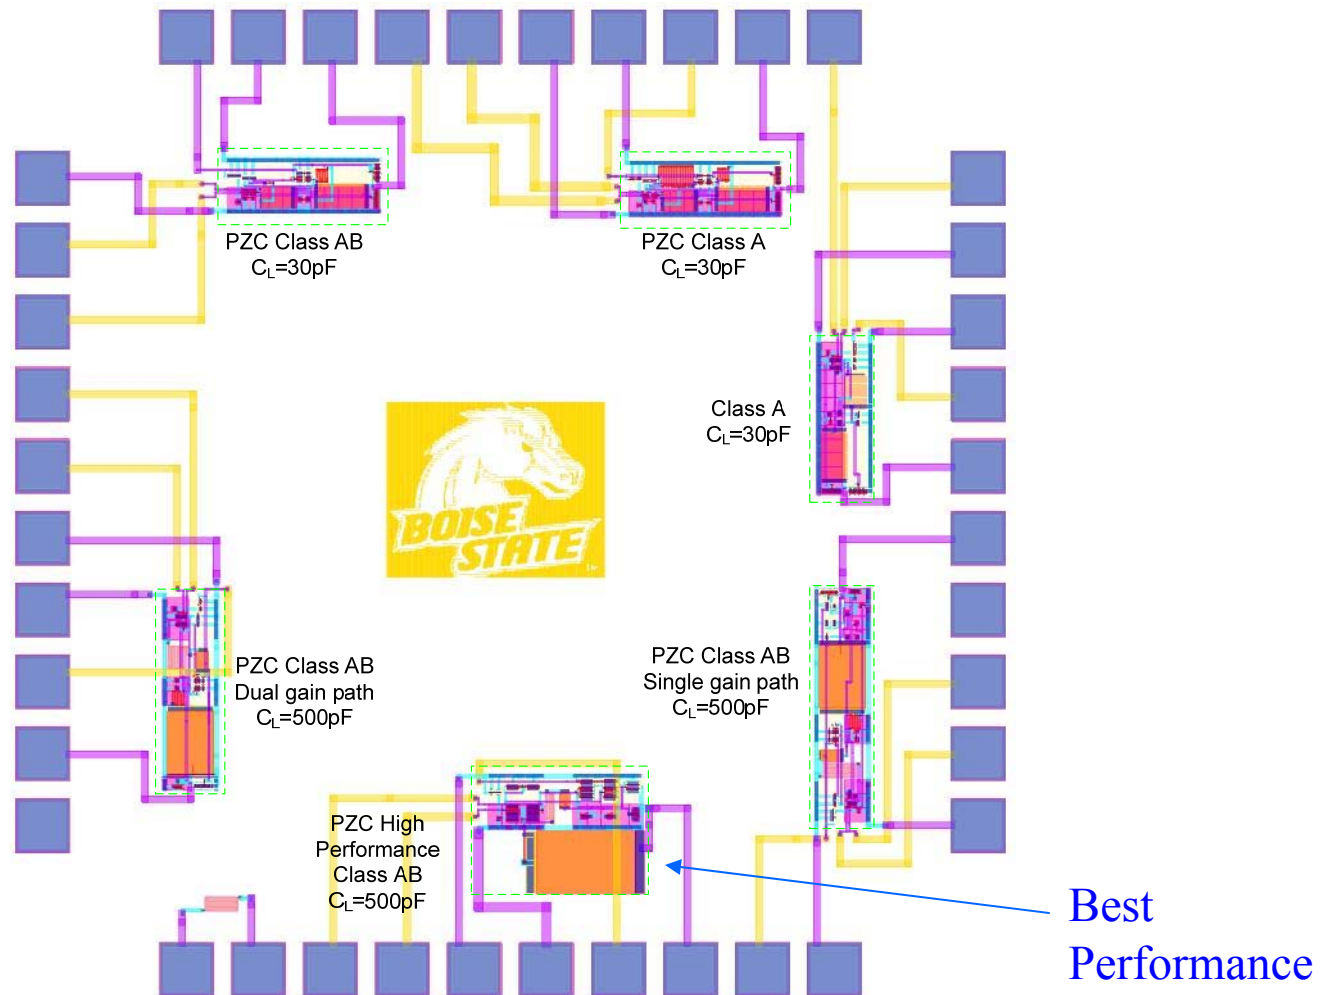 PZC Class AB
CL=30pF
PZC Class A
CL=30pF
Class A
CL=30pF
BOISE
STATE
PZC Class AB
Dual gain path
CL=500pF
PZC Class AB
Single gain path
CL=500pF
PZC High
Performance
Class AB
CL=500pF
Best
Performance